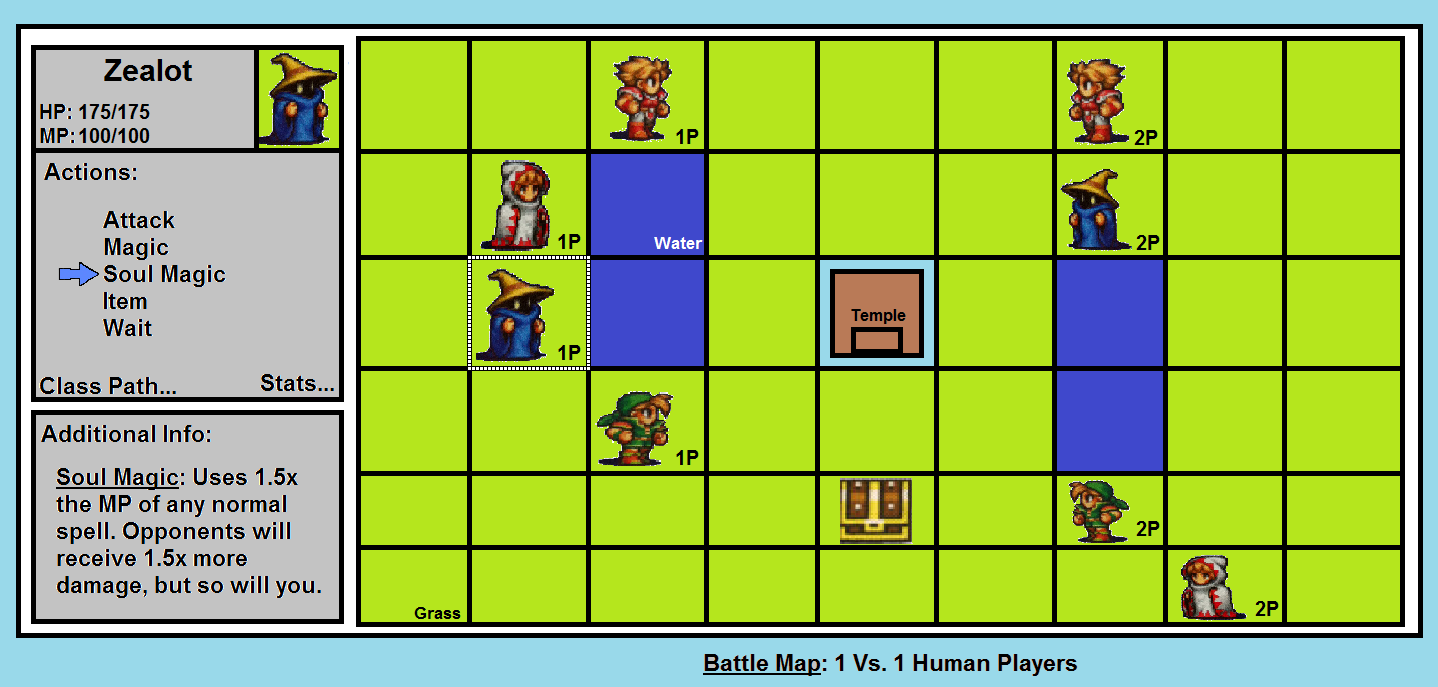 Zealot
HP: 175/175
MP:100/100
Actions:
Attack
Magic
Soul Magic
Item
Wait
Class Path...
Stats...
Additional Info:
Soul Magic: Uses 1.5x
the MP of any normal
spell. Opponents will
receive 1.5x more
damage, but so will you.
1P
2P
1P
Water
2P
1P
Temple
1P
2P
Grass
2P
Battle Map: 1 Vs. 1 Human Players